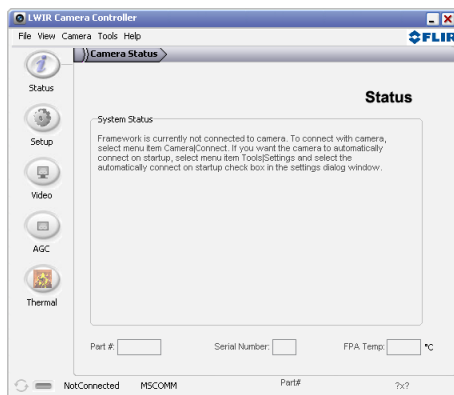 LWIR Camera Controller
File View Camera Tools Help
FLIR
Camera Status
Status
Status
System Status
Framework is currently not connected to camera. To connect with camera,
select menu item Camera|Connect. If you want the camera to automatically
connect on startup, select menu item Tools|Settings and select the
automatically connect on startup check box in the settings dialog window.
Setup
Video
AGC
Thermal
Part #:
Serial Number:
FPA Temp:
°C
NotConnected
MSCOMM
Part#
?x?